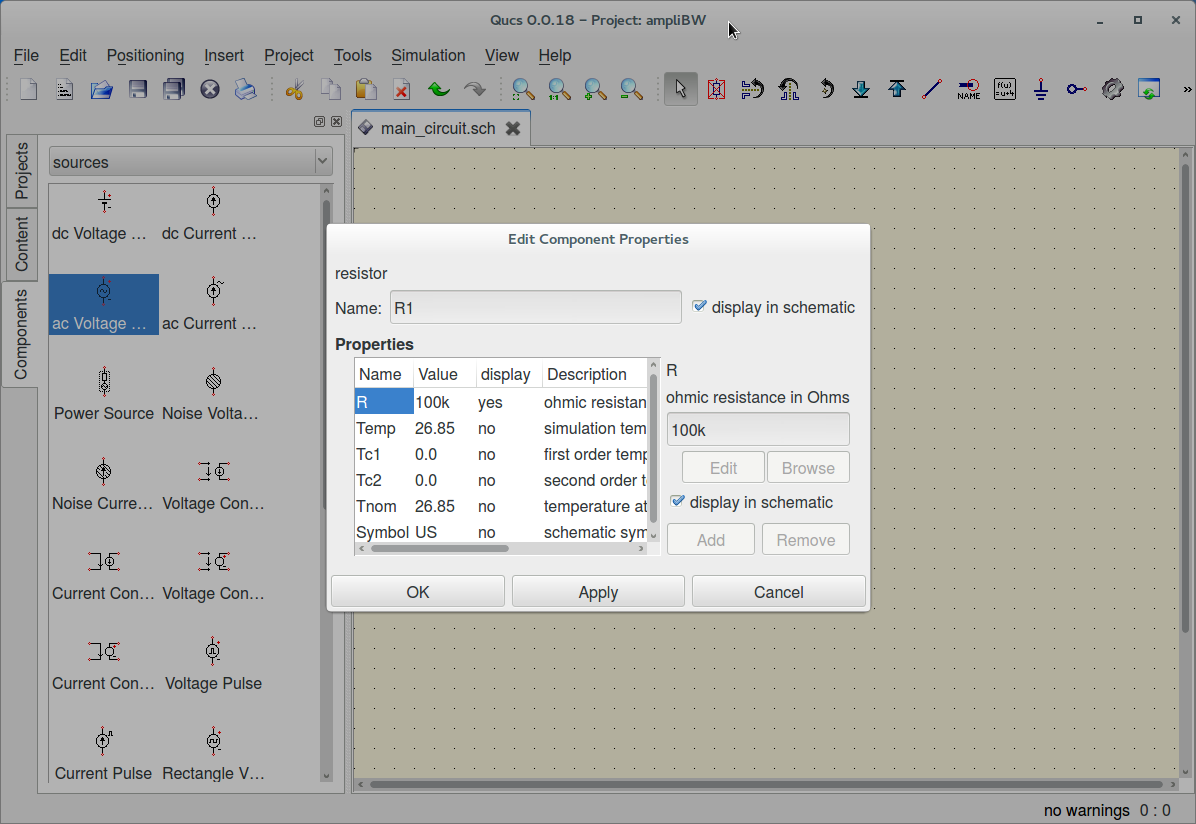 Qucs 0.0.18 - Project: ampliBW
File Edit Positioning Insert Project Tools Simulation View Help
NAME
f(u)
=u+4
»
main_circuit.sch
Projects
Content
Components
sources
dc Voltage ... dc Current ...
ac Voltage ... ac Current ...
Power Source Noise Volta...
Noise Curre... Voltage Con...
Current Con... Voltage Con...
Current Con... Voltage Pulse
Current Pulse Rectangle V...
Edit Component Properties
resistor
Name: R1 display in schematic
Properties
Name Value display Description
R 100k yes ohmic resistan
Temp 26.85 no simulation tem
Tc1 0.0 no first order temp
Tc2 0.0 no second order t
Tnom 26.85 no temperature at
Symbol US no schematic sym
R
ohmic resistance in Ohms
100k
Edit Browse
display in schematic
Add Remove
OK Apply Cancel
no warnings 0 : 0